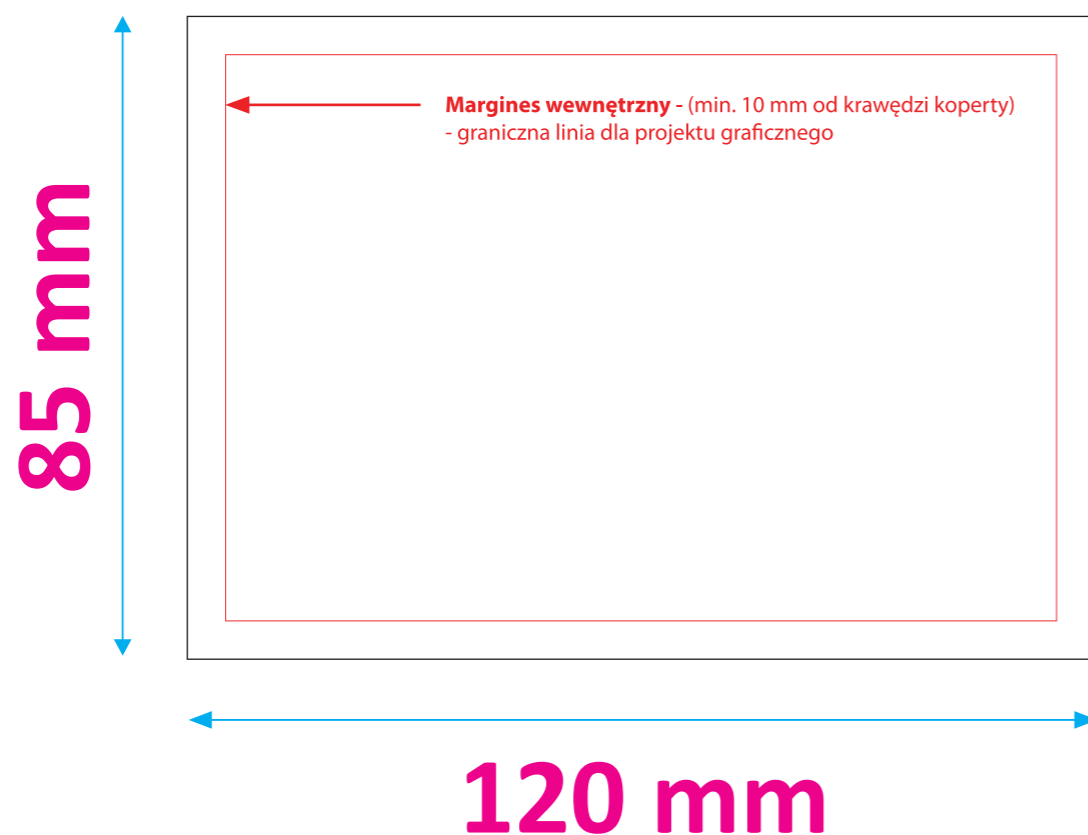 Margines wewnętrzny - (min. 10 mm od krawędzi koperty)
- graniczna linia dla projektu graficznego
85 mm
120 mm